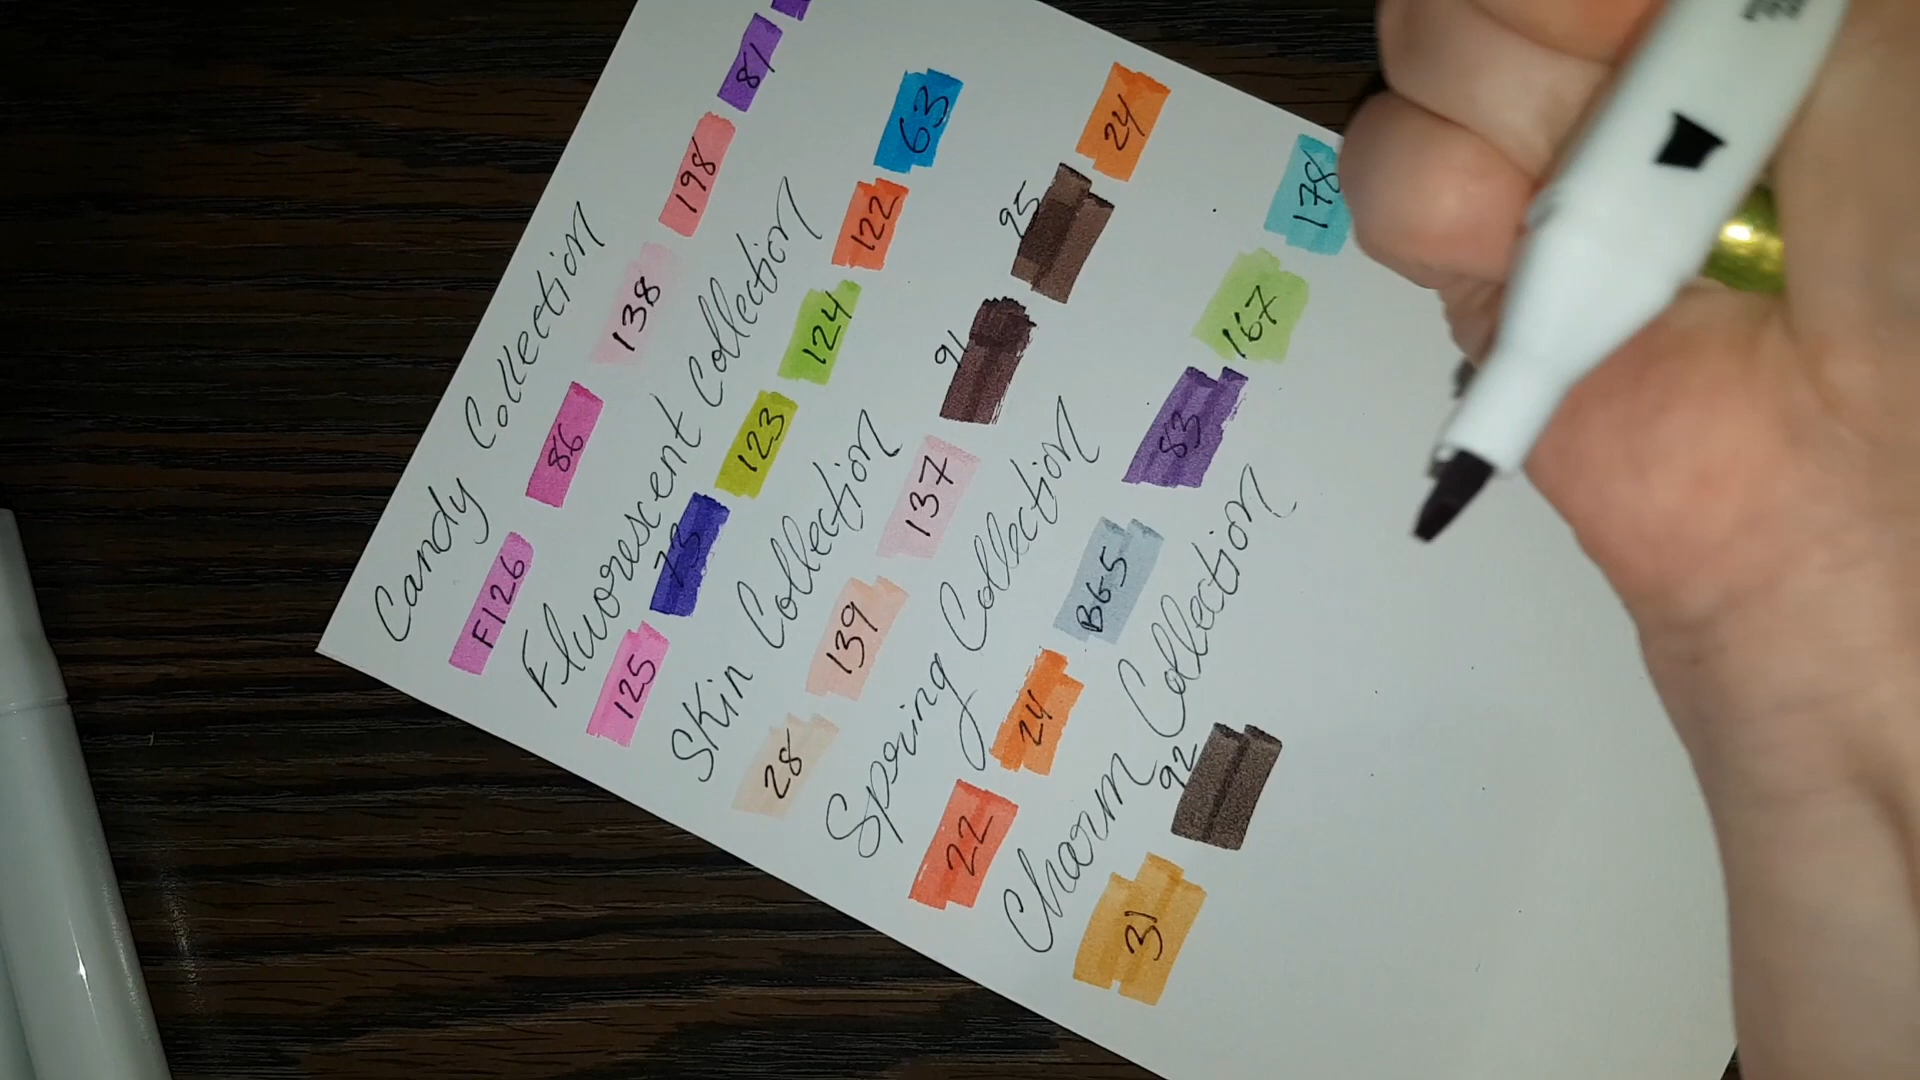 Candy Collection
F126 86 138 198 81
Fluorescent Collection
125 73 123 124 122 63
Skin Collection
28 139 137 91 95 24
Spring Collection
22 24 BG5 83 167 178
Charm Collection
31 92